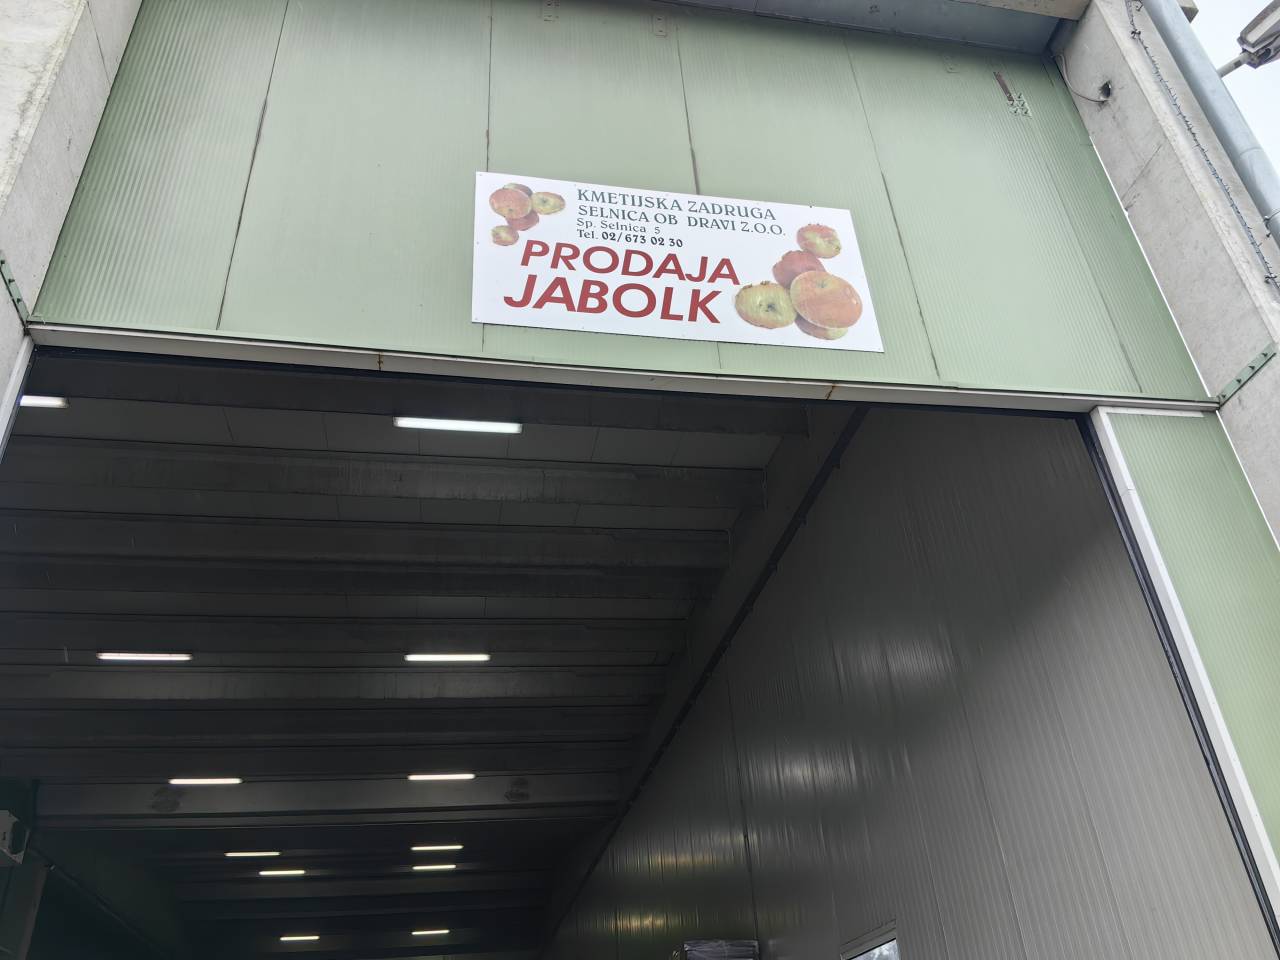 KMETIJSKA ZADRUGA
SELNICA OB DRAVI Z.O.O.
Sp. Selnica 5
Tel. 02/673 02 30
PRODAJA
JABOLK